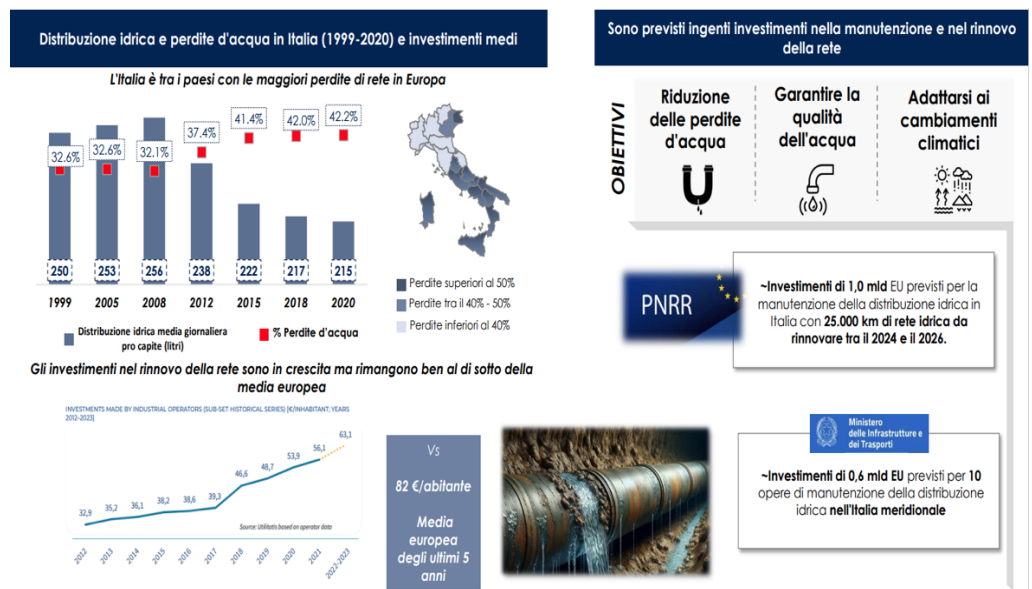 Distribuzione idrica e perdite d'acqua in Italia (1999-2020) e investimenti medi
L'Italia è tra i paesi con le maggiori perdite di rete in Europa
32.6%
32.6%
32.1%
37.4%
41.4%
42.0%
42.2%
250
253
256
238
222
217
215
1999
2005
2008
2012
2015
2018
2020
Distribuzione idrica media giornaliera
pro capite (litri)
% Perdite d'acqua
Perdite superiori al 50%
Perdite tra il 40% - 50%
Perdite inferiori al 40%
Gli investimenti nel rinnovo della rete sono in crescita ma rimangono ben al di sotto della
media europea
INVESTMENTS MADE BY INDUSTRIAL OPERATORS (SUB-SET HISTORICAL SERIES) [€/INHABITANT; YEARS
2012-2023]
32,9
35,2
36,1
38,2
38,6
39,3
46,6
48,7
53,9
56,1
63,1
Source: Utilitatis based on operator data
2012
2013
2014
2015
2016
2017
2018
2019
2020
2021
2022-2023
Vs
82 €/abitante
Media
europea
degli ultimi 5
anni
Sono previsti ingenti investimenti nella manutenzione e nel rinnovo
della rete
OBIETTIVI
Riduzione
delle perdite
d'acqua
Garantire la
qualità
dell'acqua
Adattarsi ai
cambiamenti
climatici
PNRR
~Investimenti di 1,0 mld EU previsti per la
manutenzione della distribuzione idrica in
Italia con 25.000 km di rete idrica da
rinnovare tra il 2024 e il 2026.
Ministero
delle Infrastrutture e
dei Trasporti
~Investimenti di 0,6 mld EU previsti per 10
opere di manutenzione della distribuzione
idrica nell'Italia meridionale